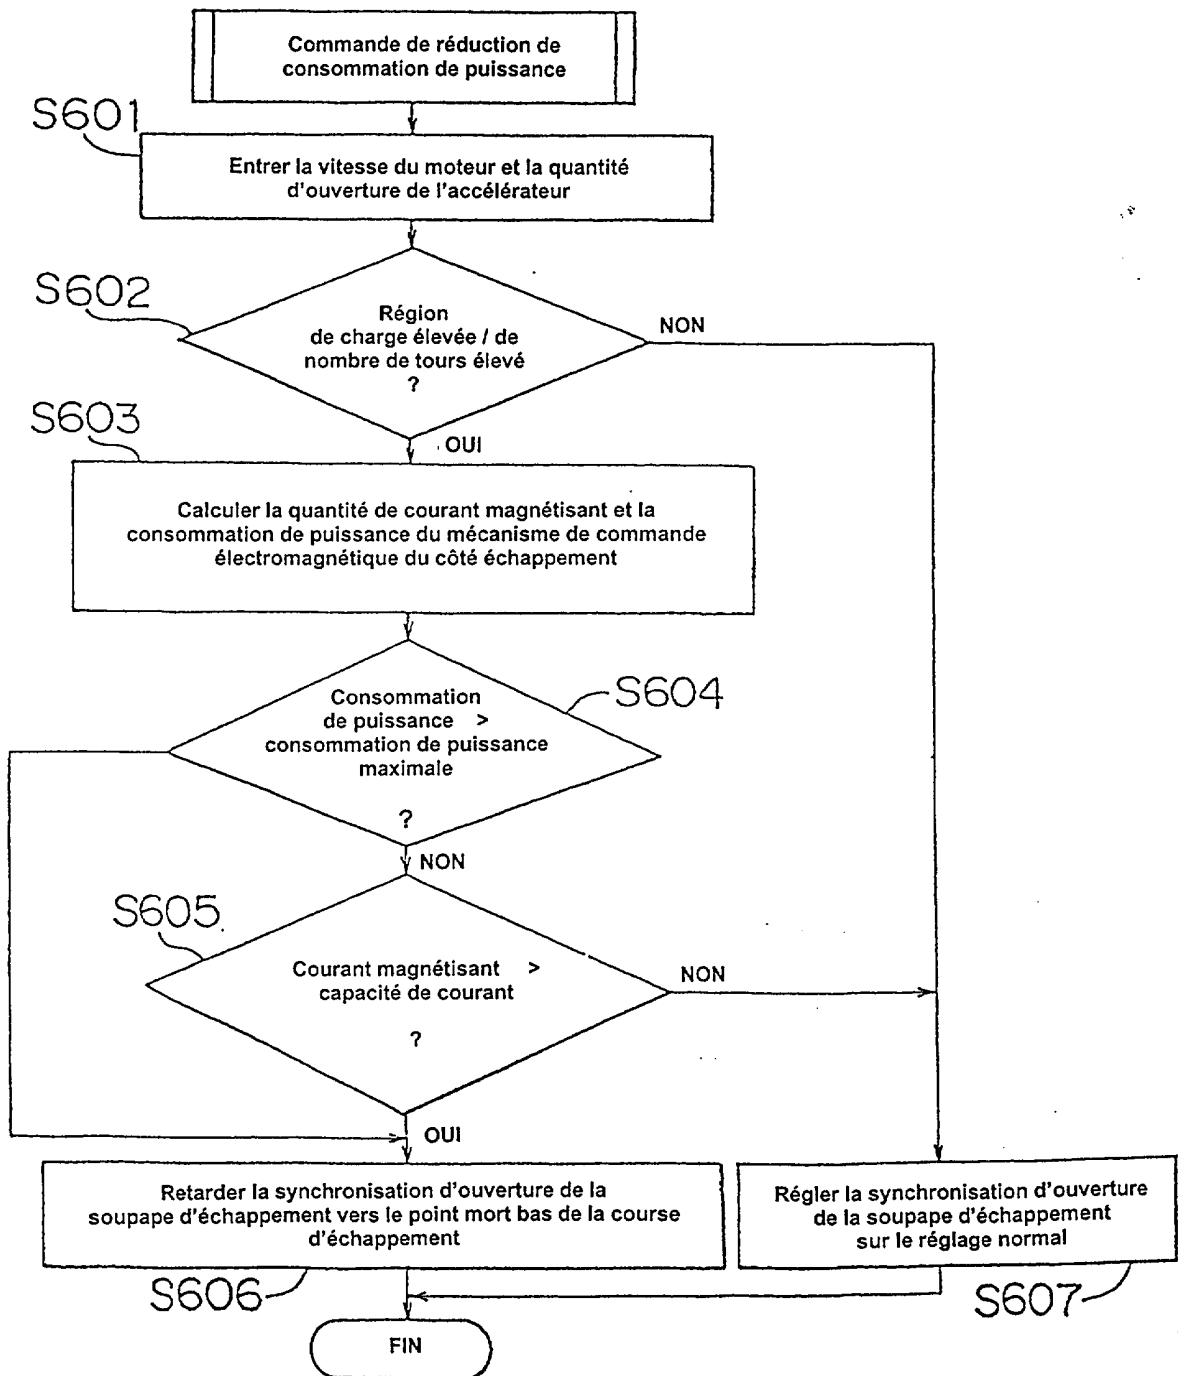 Commande de réduction de
consommation de puissance
S601
Entrer la vitesse du moteur et la quantité
d'ouverture de l'accélérateur
S602
Région
de charge élevée / de
nombre de tours élevé
?
NON
S603
OUI
Calculer la quantité de courant magnétisant et la
consommation de puissance du mécanisme de commande
électromagnétique du côté échappement
S604
Consommation
de puissance >
consommation de puissance
maximale
?
NON
S605
Courant magnétisant >
capacité de courant
?
NON
OUI
Retarder la synchronisation d'ouverture de la
soupape d'échappement vers le point mort bas de la course
d'échappement
S606
Régler la synchronisation d'ouverture
de la soupape d'échappement
sur le réglage normal
S607
FIN